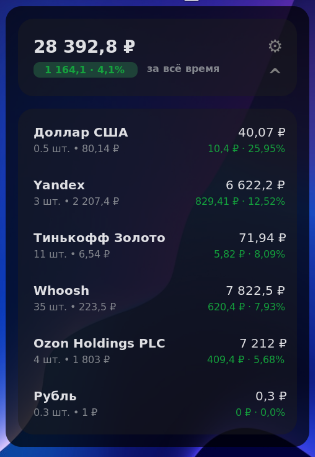 28 392,8 ₽
1 164,1 · 4,1% за всё время
Доллар США 40,07 ₽
0.5 шт. • 80,14 ₽ 10,4 ₽ · 25,95%
Yandex 6 622,2 ₽
3 шт. • 2 207,4 ₽ 829,41 ₽ · 12,52%
Тинькофф Золото 71,94 ₽
11 шт. • 6,54 ₽ 5,82 ₽ · 8,09%
Whoosh 7 822,5 ₽
35 шт. • 223,5 ₽ 620,4 ₽ · 7,93%
Ozon Holdings PLC 7 212 ₽
4 шт. • 1 803 ₽ 409,4 ₽ · 5,68%
Рубль 0,3 ₽
0.3 шт. • 1 ₽ 0 ₽ · 0,0%